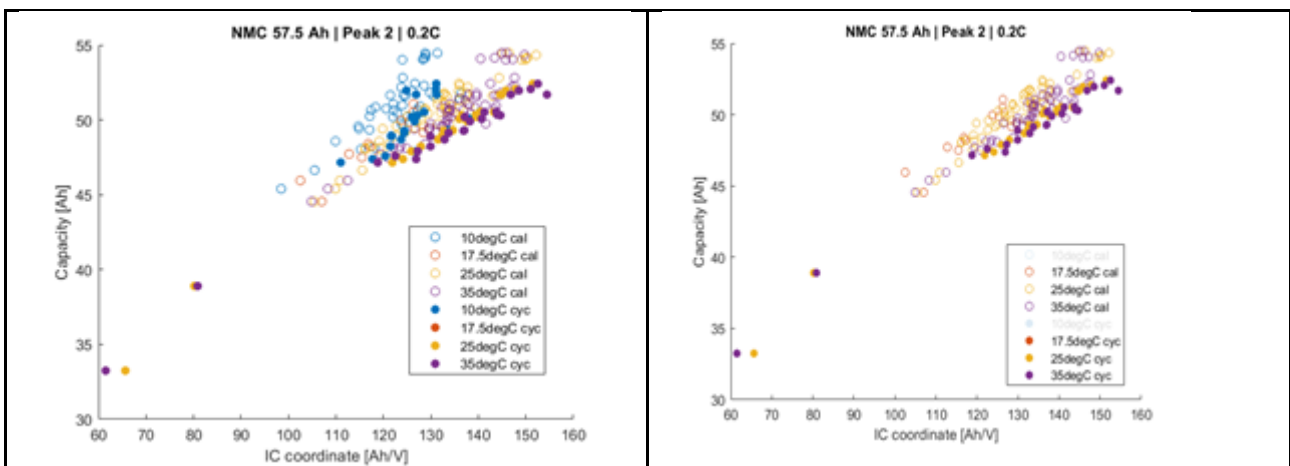 NMC 57.5 Ah | Peak 2 | 0.2C
55
50
45
40
35
30
Capacity [Ah]
10degC cal
17.5degC cal
25degC cal
35degC cal
10degC cyc
17.5degC cyc
25degC cyc
35degC cyc
60 70 80 90 100 110 120 130 140 150 160
IC coordinate [Ah/V]
NMC 57.5 Ah | Peak 2 | 0.2C
55
50
45
40
35
30
Capacity [Ah]
10degC cal
17.5degC cal
25degC cal
35degC cal
10degC cyc
17.5degC cyc
25degC cyc
35degC cyc
60 70 80 90 100 110 120 130 140 150 160
IC coordinate [Ah/V]